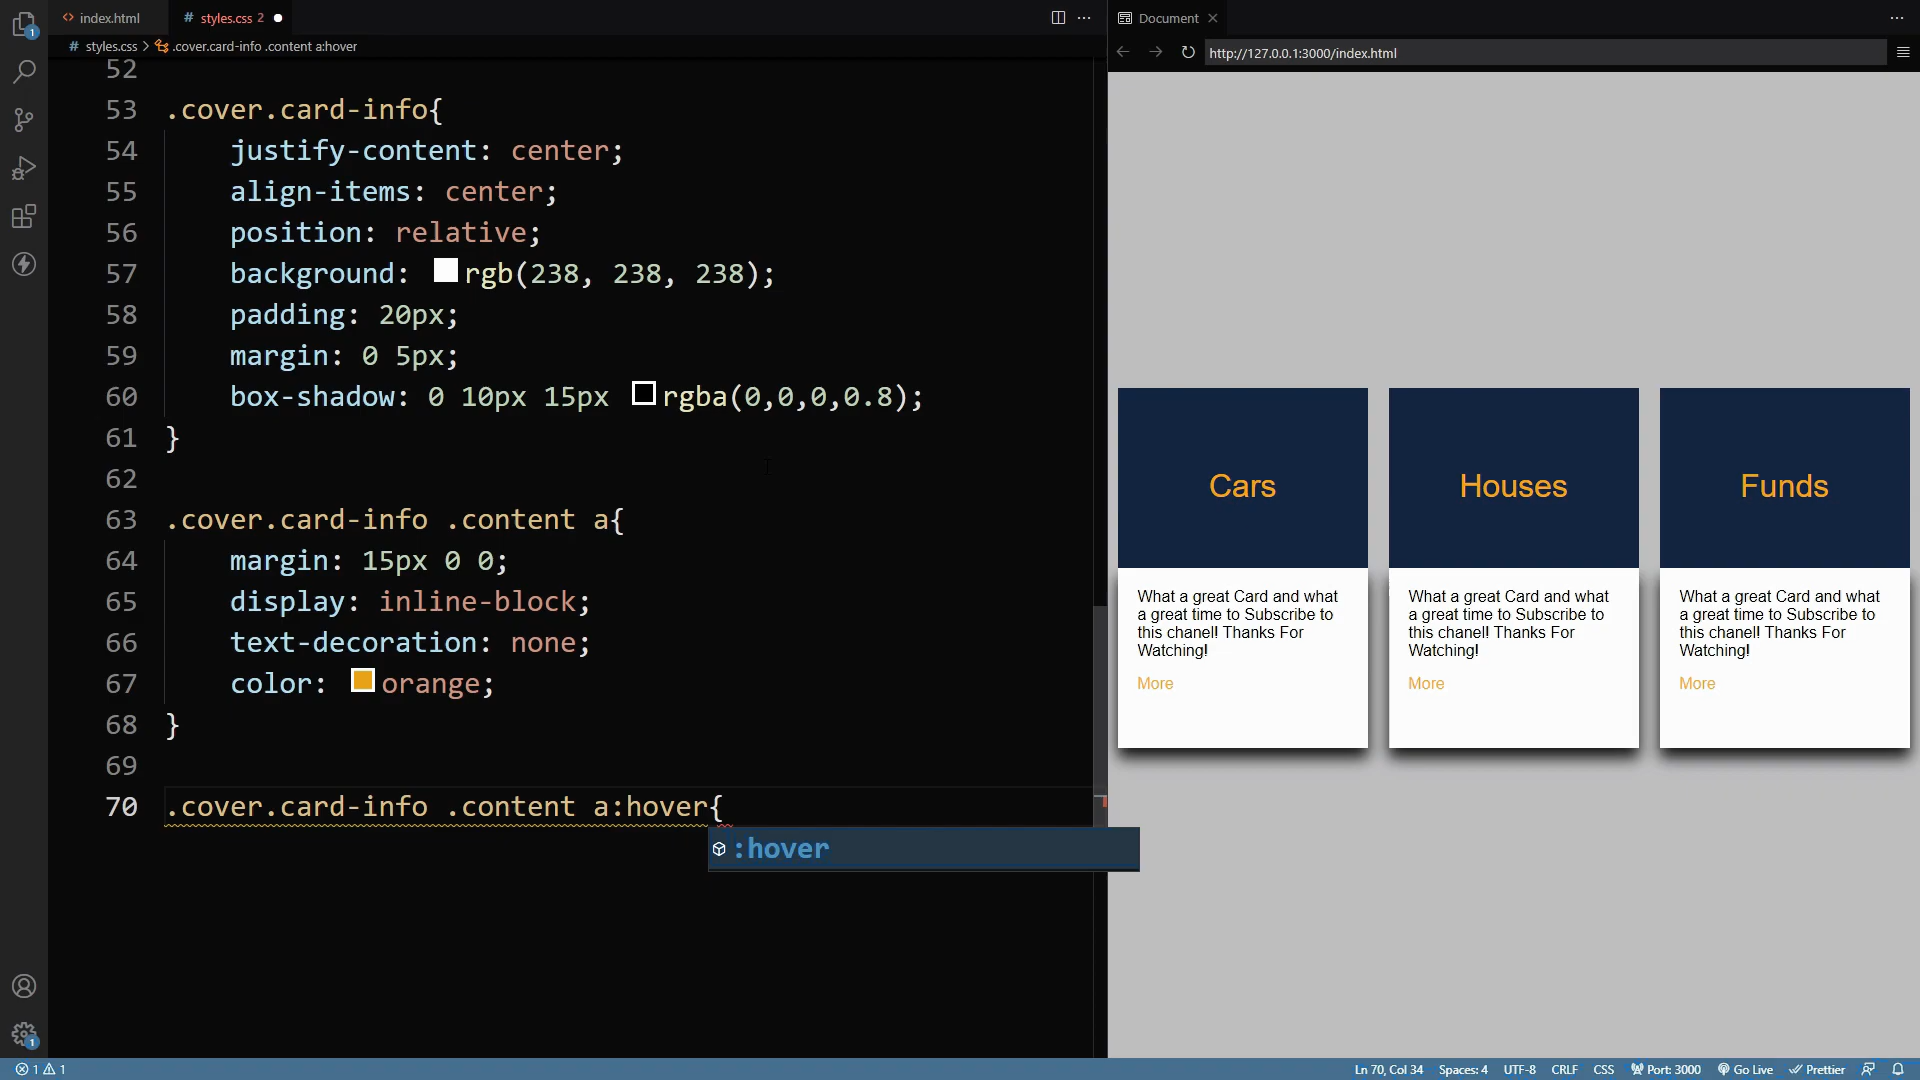 index.html
# styles.css 2
# styles.css > .cover.card-info .content a:hover
52
53 .cover.card-info{
54 justify-content: center;
55 align-items: center;
56 position: relative;
57 background: rgb(238, 238, 238);
58 padding: 20px;
59 margin: 0 5px;
60 box-shadow: 0 10px 15px rgba(0,0,0,0.8);
61 }
62
63 .cover.card-info .content a{
64 margin: 15px 0 0;
65 display: inline-block;
66 text-decoration: none;
67 color: orange;
68 }
69
70 .cover.card-info .content a:hover{
:hover
Document
http://127.0.0.1:3000/index.html
Cars
What a great Card and what
a great time to Subscribe to
this chanel! Thanks For
Watching!
More
Houses
What a great Card and what
a great time to Subscribe to
this chanel! Thanks For
Watching!
More
Funds
What a great Card and what
a great time to Subscribe to
this chanel! Thanks For
Watching!
More
1
1
1 1
Ln 70, Col 34 Spaces: 4 UTF-8 CRLF CSS Port: 3000 Go Live Prettier